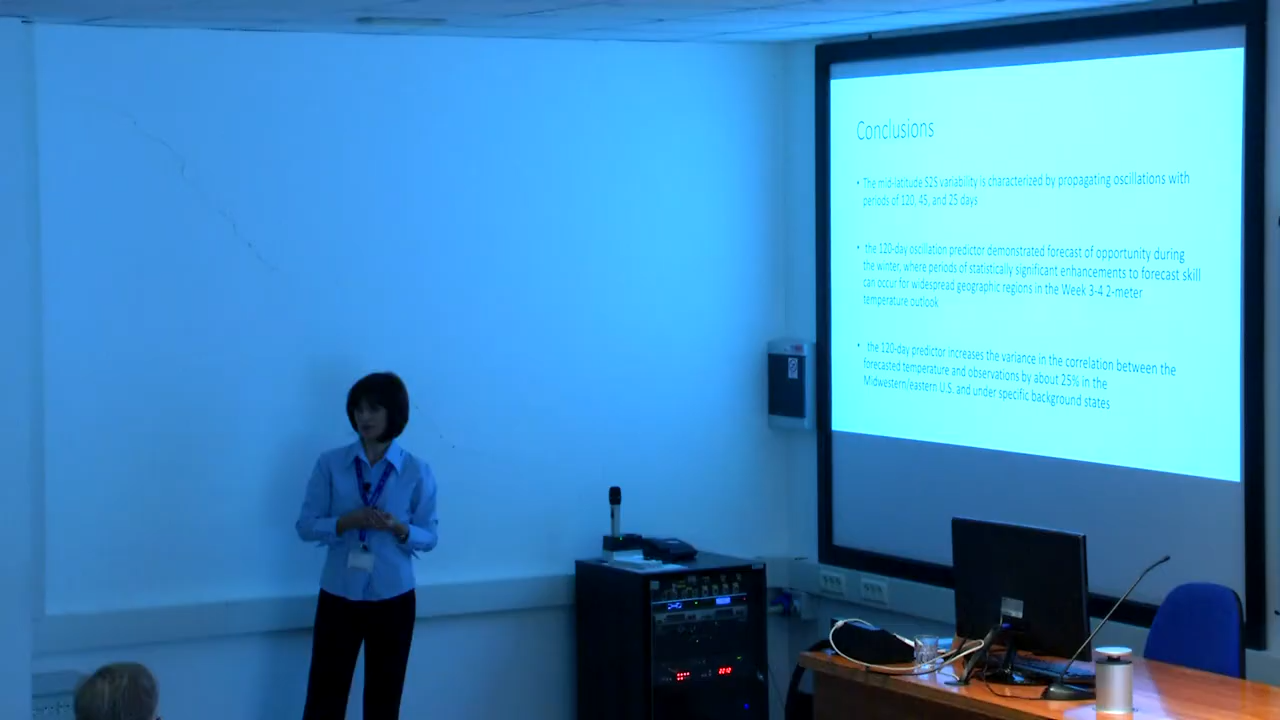 Conclusions
• The mid-latitude S2S variability is characterized by propagating oscillations with
periods of 120, 45, and 25 days
• the 120-day oscillation predictor demonstrated forecast of opportunity during
the winter, where periods of statistically significant enhancements to forecast skill
can occur for widespread geographic regions in the Week 3-4 2-meter
temperature outlook
• the 120-day predictor increases the variance in the correlation between the
forecasted temperature and observations by about 25% in the
Midwestern/eastern U.S. and under specific background states